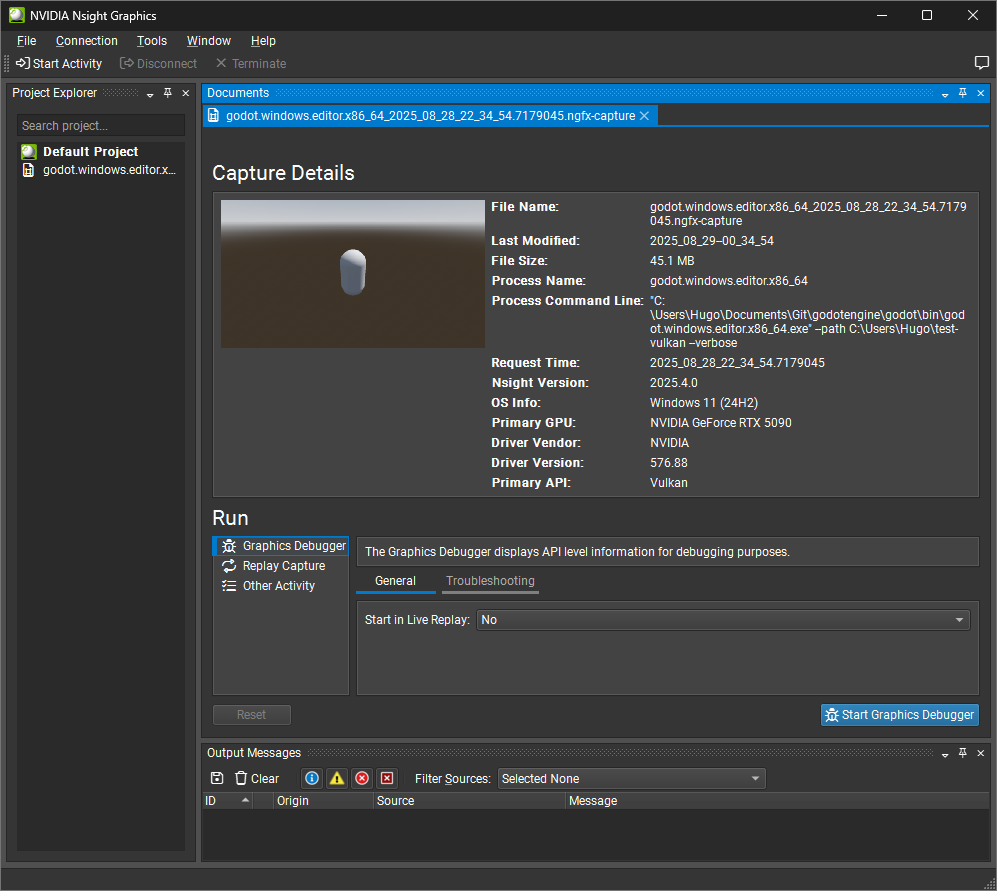 NVIDIA Nsight Graphics
File Connection Tools Window Help
Start Activity Disconnect Terminate
Project Explorer
Search project...
Default Project
godot.windows.editor.x...
Documents
godot.windows.editor.x86_64_2025_08_28_22_34_54.7179045.ngfx-capture
Capture Details
File Name: godot.windows.editor.x86_64_2025_08_28_22_34_54.7179
045.ngfx-capture
Last Modified: 2025_08_29--00_34_54
File Size: 45.1 MB
Process Name: godot.windows.editor.x86_64
Process Command Line: "C:
\Users\Hugo\Documents\Git\godotengine\godot\bin\god
ot.windows.editor.x86_64.exe" --path C:\Users\Hugo\test-
vulkan --verbose
Request Time: 2025_08_28_22_34_54.7179045
Nsight Version: 2025.4.0
OS Info: Windows 11 (24H2)
Primary GPU: NVIDIA GeForce RTX 5090
Driver Vendor: NVIDIA
Driver Version: 576.88
Primary API: Vulkan
Run
Graphics Debugger
Replay Capture
Other Activity
The Graphics Debugger displays API level information for debugging purposes.
General Troubleshooting
Start in Live Replay: No
Reset
Start Graphics Debugger
Output Messages
Clear Filter Sources: Selected None
ID Origin Source Message